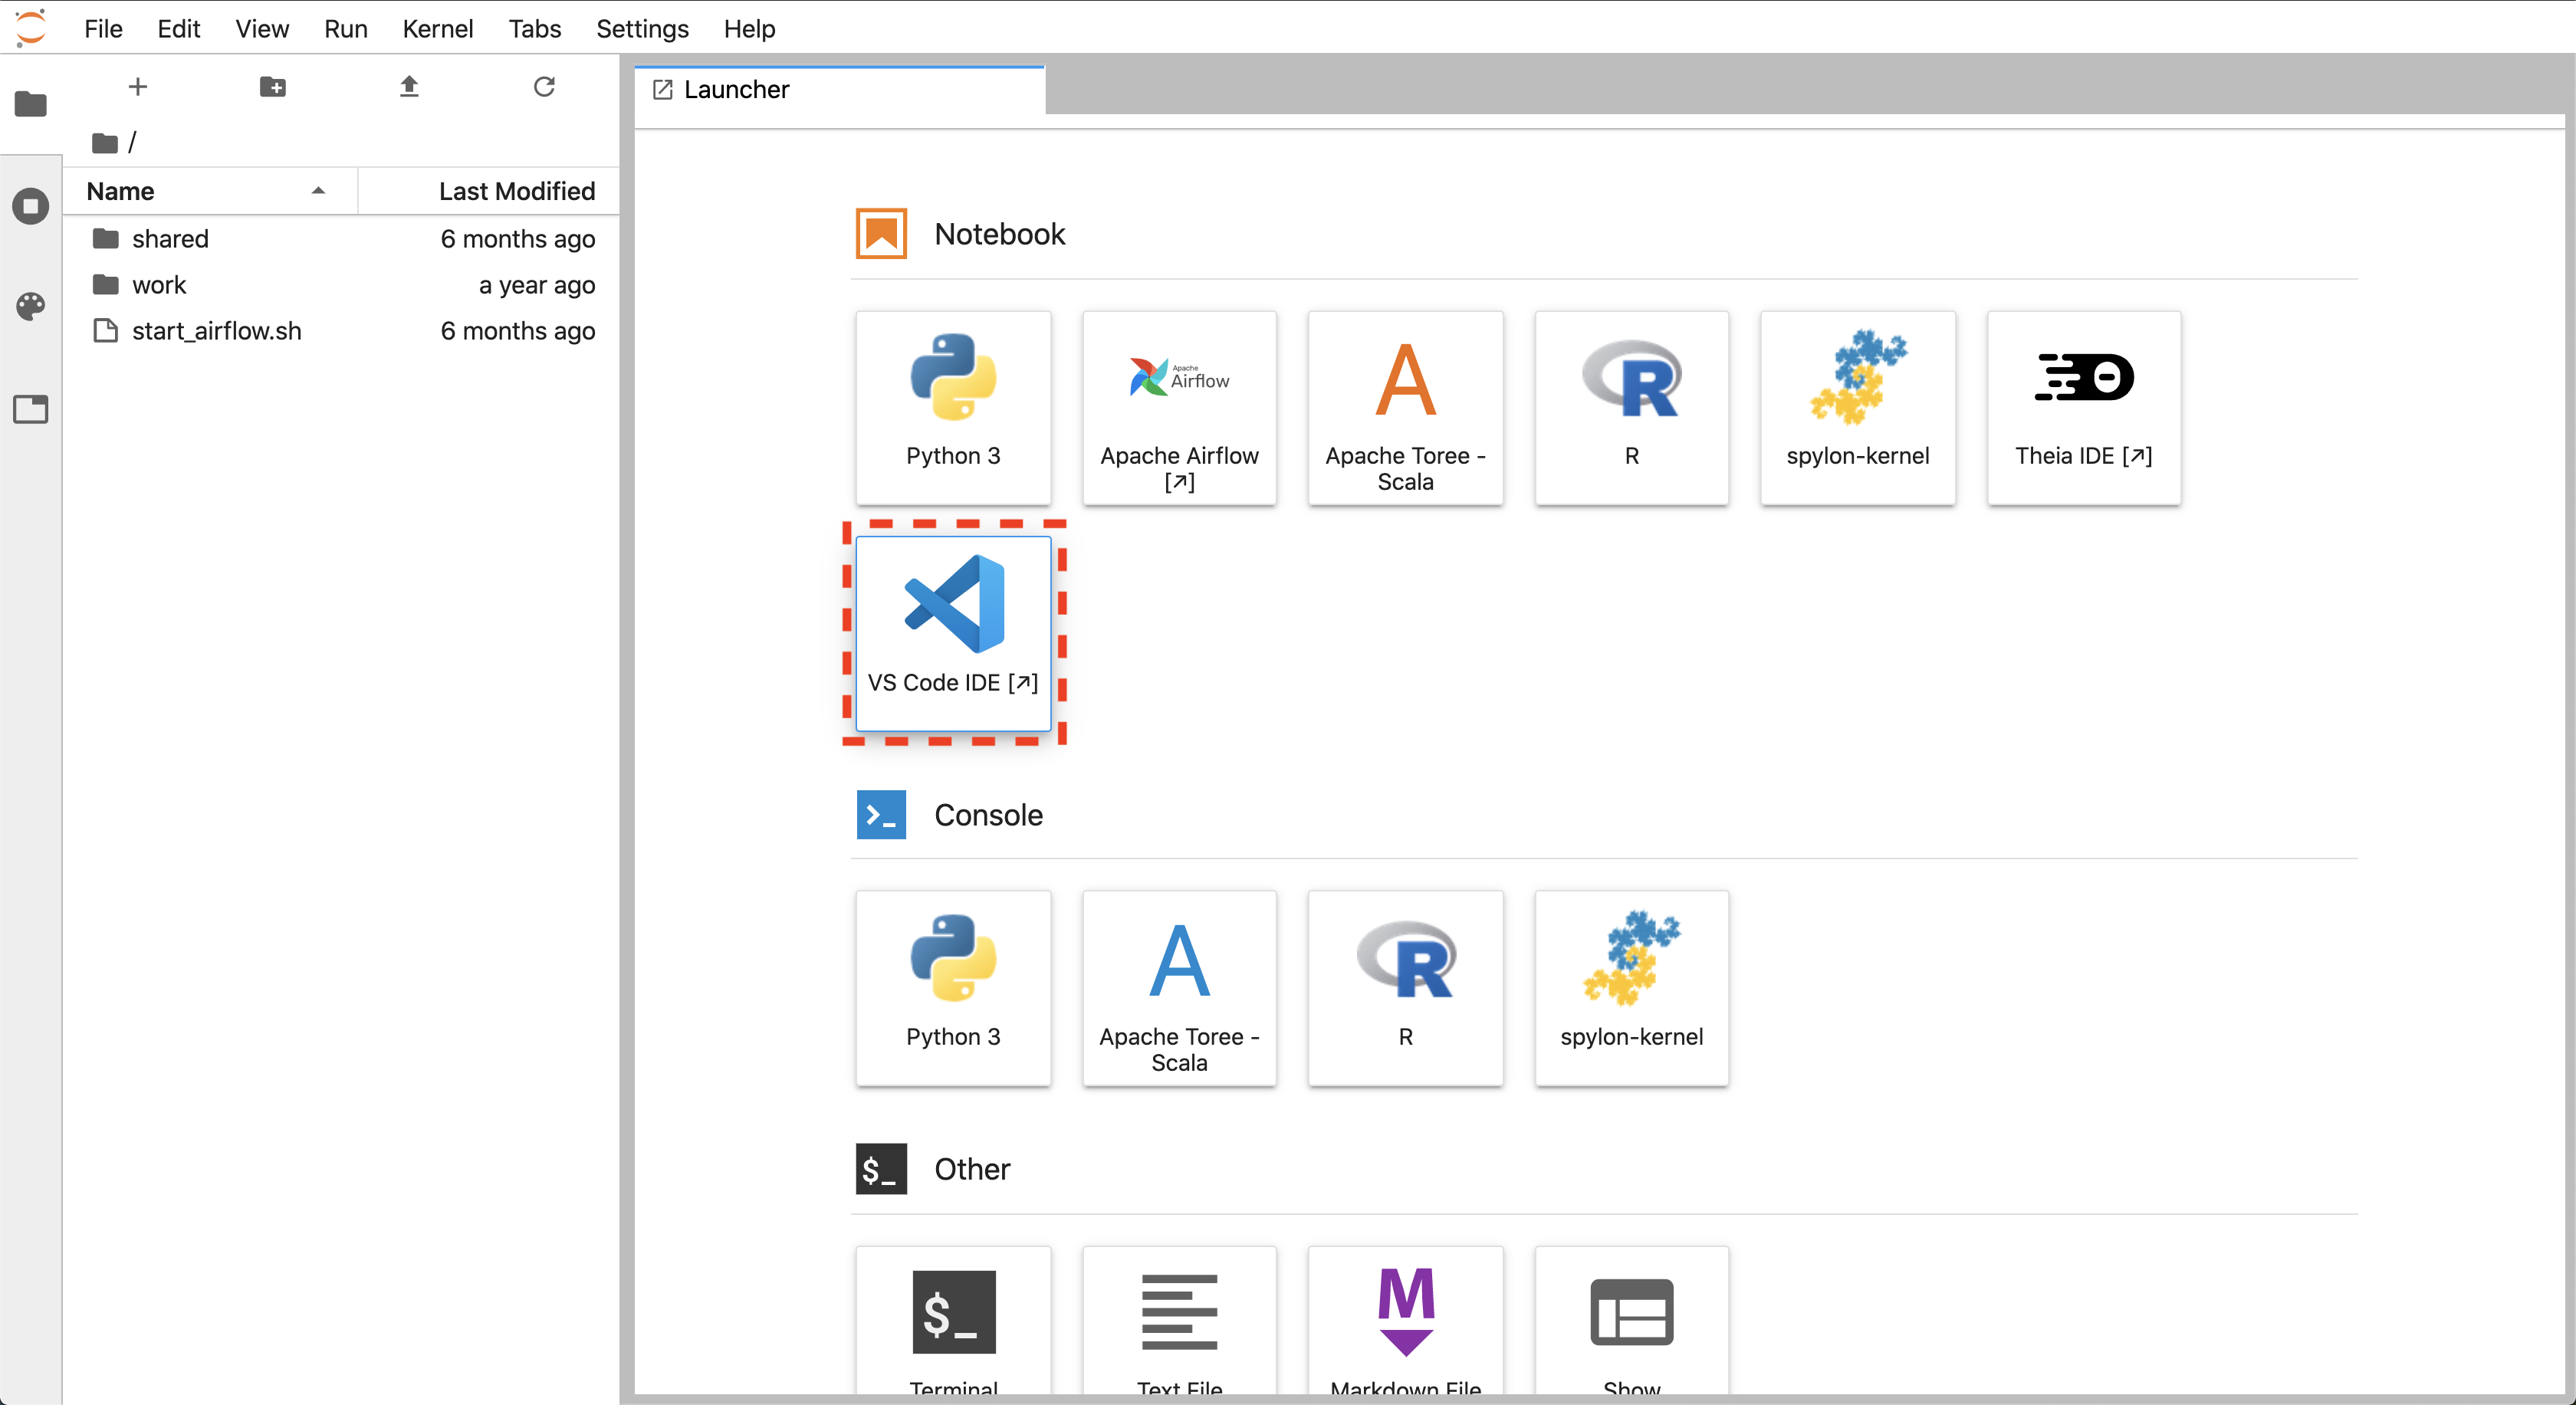 File Edit View Run Kernel Tabs Settings Help
Launcher
/
Name Last Modified
shared 6 months ago
work a year ago
start_airflow.sh 6 months ago
Notebook
Apache
Airflow
Python 3
Apache Airflow
[↗]
Apache Toree -
Scala
R
spylon-kernel
Theia IDE [↗]
VS Code IDE [↗]
Console
Python 3
Apache Toree -
Scala
R
spylon-kernel
$_ Other
$_
Terminal
Text File
M
Markdown File
Show